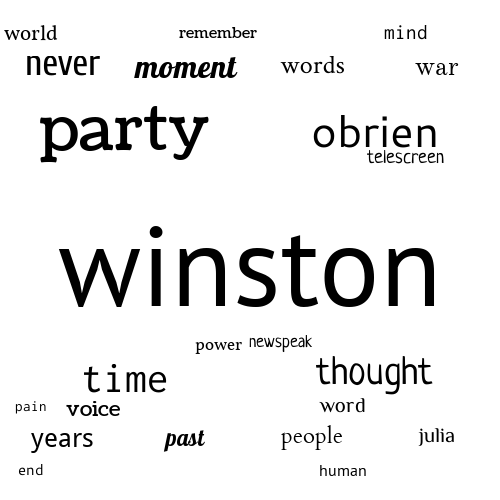 world remember mind
never moment words war
party obrien
telescreen
winston
power newspeak
time thought
pain voice word
years past people julia
end human